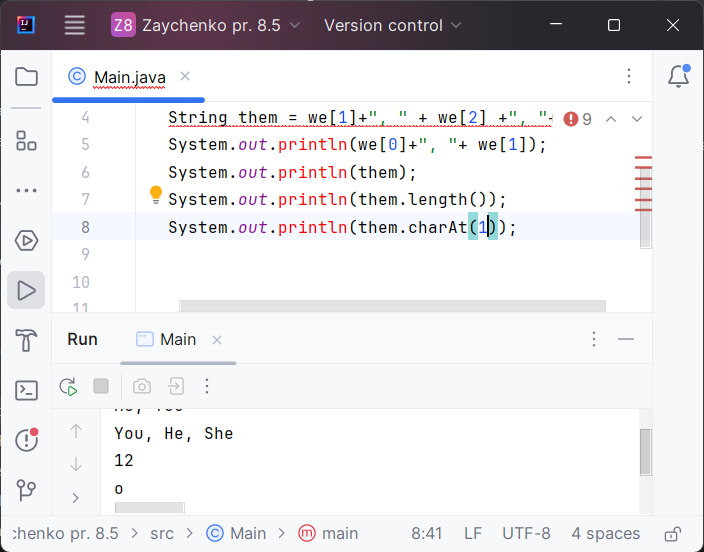 Z8 Zaychenko pr. 8.5 Version control
Main.java
4 String them = we[1]+", " + we[2] +", "+ 9
5 System.out.println(we[0]+", "+ we[1]);
6 System.out.println(them);
7 System.out.println(them.length());
8 System.out.println(them.charAt(1));
9
10
11
Run Main
You, He, She
12
o
chenko pr. 8.5 > src > Main > main 8:41 LF UTF-8 4 spaces